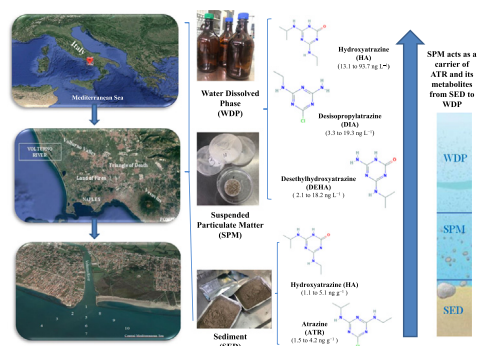 Italy
Mediterranean Sea
VOLTURNO
RIVER
Volturno Valley
Triangle of Death
Land of Fires
Vesuvius
NAPLES
Water Dissolved
Phase
(WDP)
Suspended
Particulate Matter
(SPM)
Sediment
(SED)
Hydroxyatrazine
(HA)
(13.1 to 93.7 ng L⁻¹)
Desisopropylatrazine
(DIA)
(3.3 to 19.3 ng L⁻¹)
Desethylhydroxyatrazine
(DEHA)
( 2.1 to 18.2 ng L⁻¹ )
Hydroxyatrazine (HA)
(1.1 to 5.1 ng g⁻¹)
Atrazine
(ATR)
(1.5 to 4.2 ng g⁻¹ )
SPM acts as a
carrier of
ATR and its
metabolites
from SED to
WDP
WDP
SPM
SED